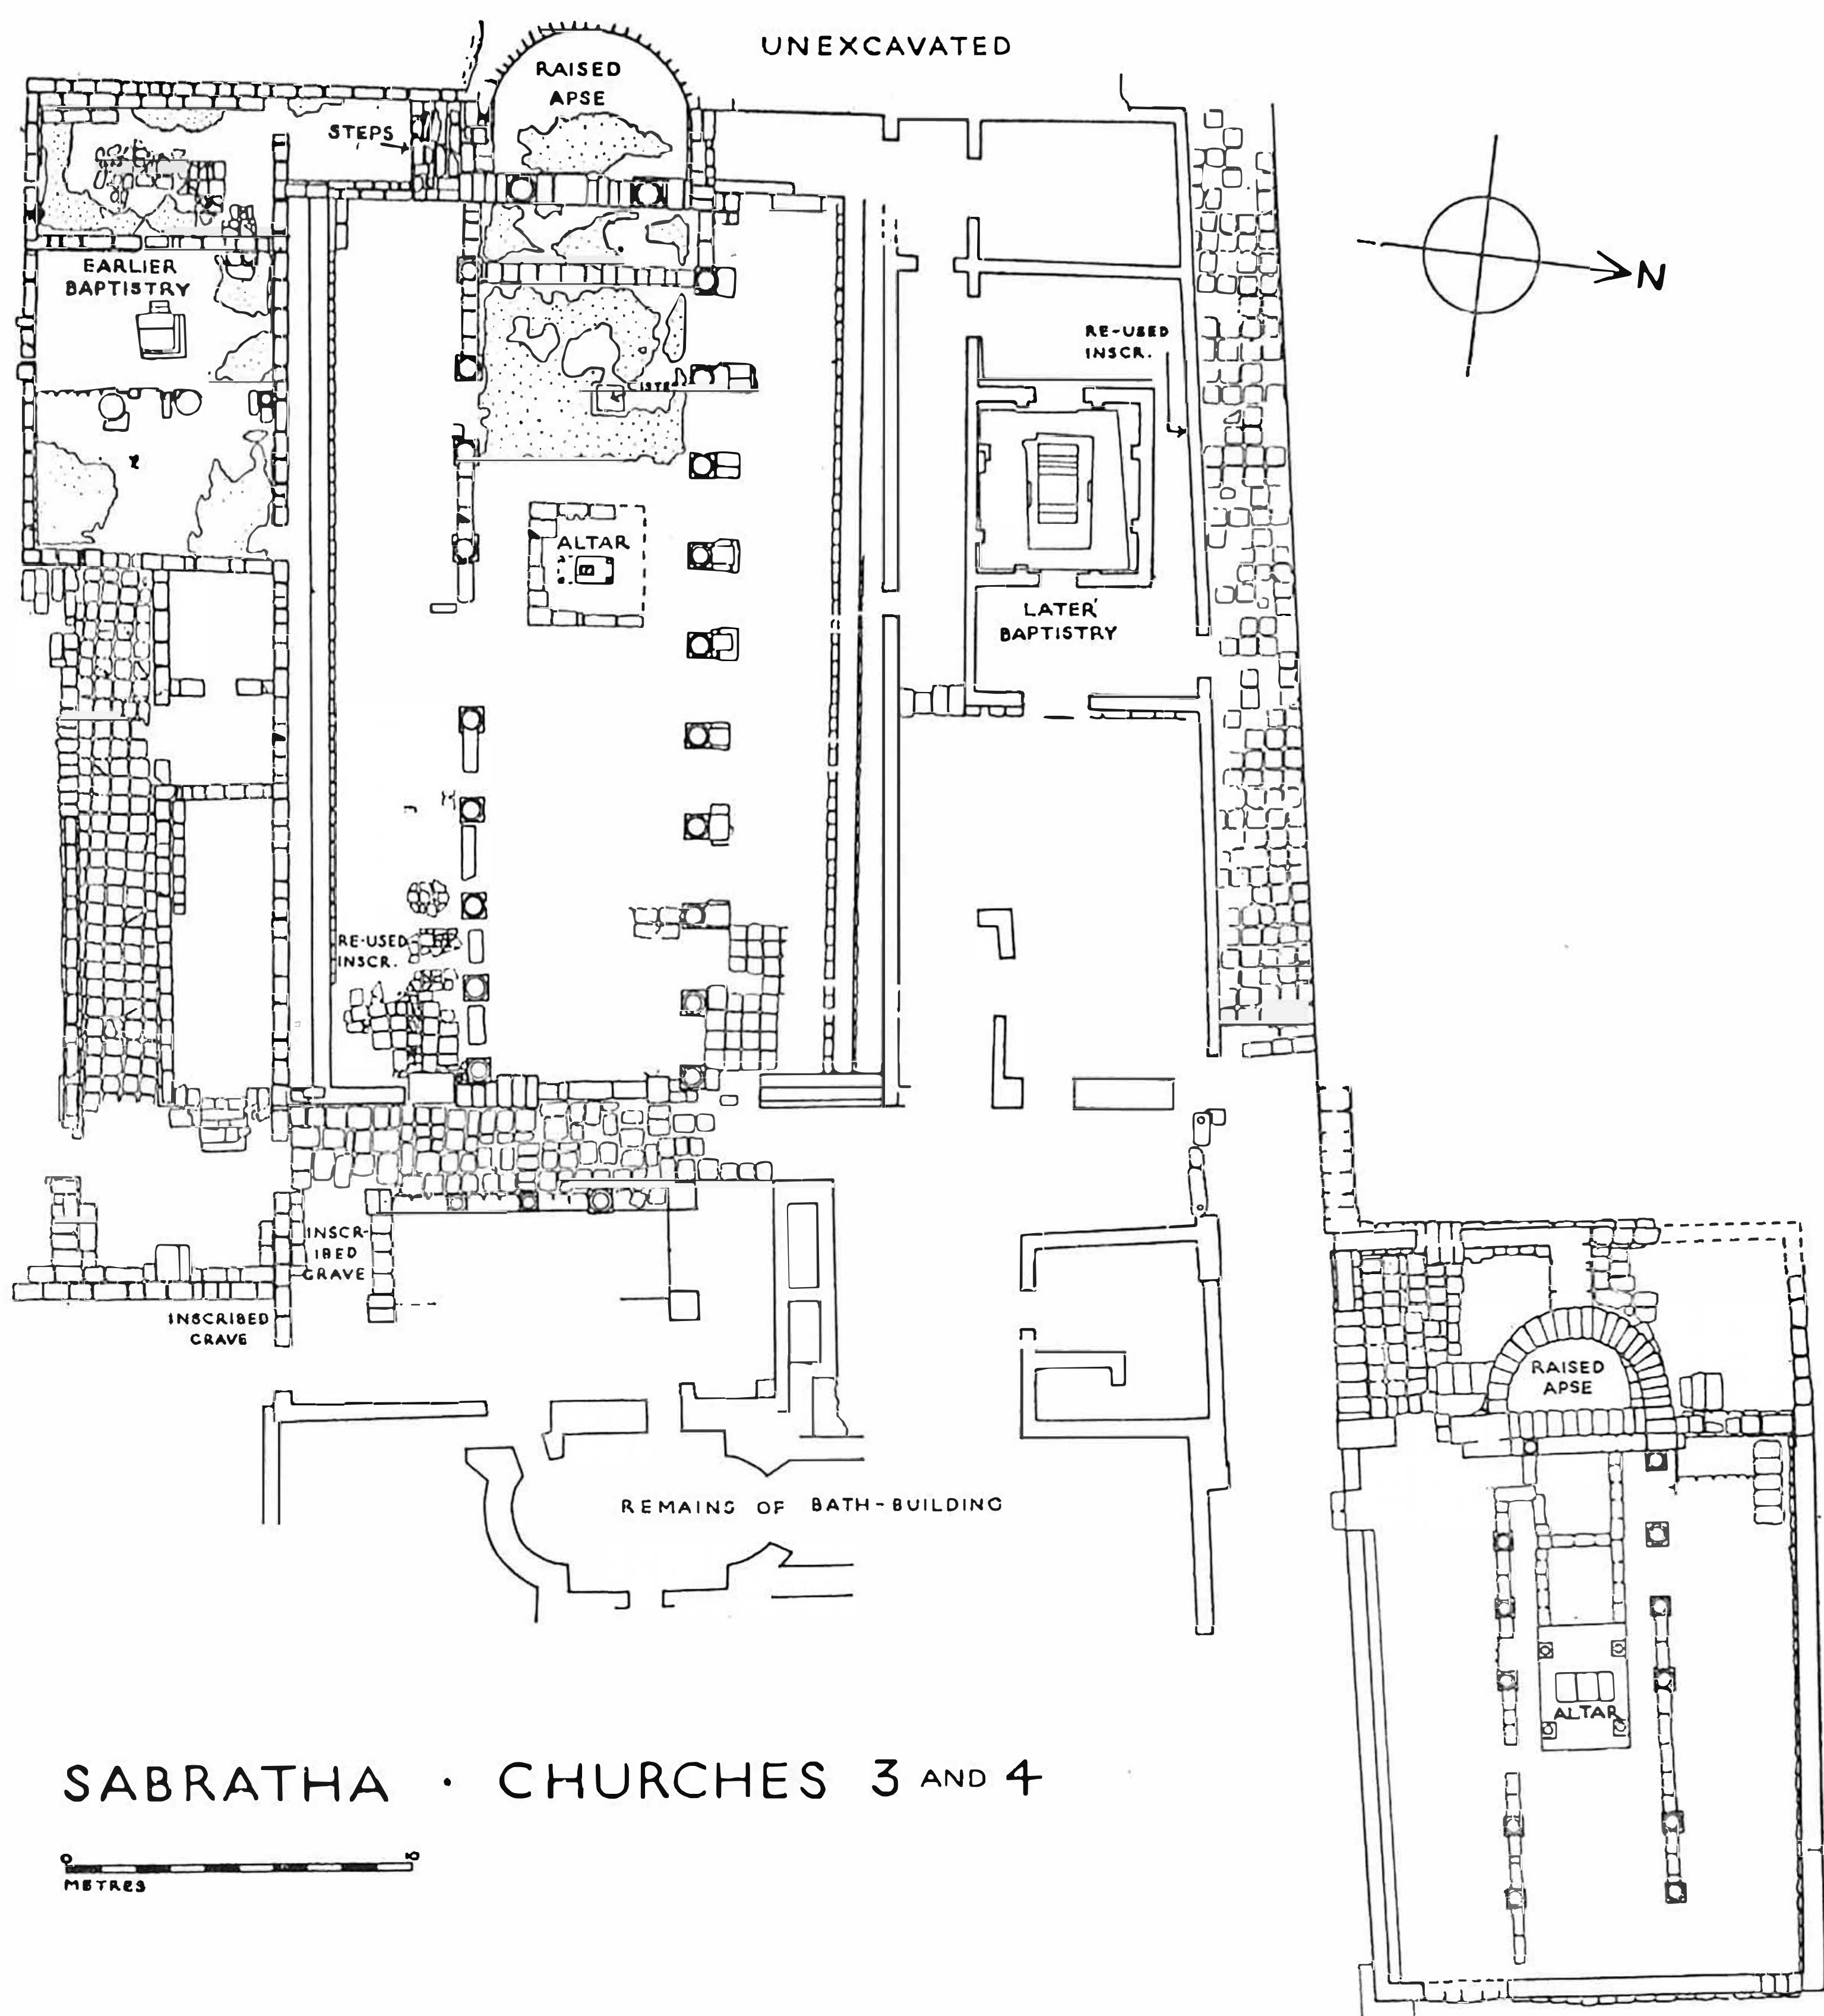 UNEXCAVATED
RAISED
APSE
STEPS
EARLIER
BAPTISTRY
N
RE-USED
INSCR.
ALTAR
LATER
BAPTISTRY
RE-USED
INSCR.
INSCR-
IBED
GRAVE
INSCRIBED
GRAVE
RAISED
APSE
REMAINS OF BATH-BUILDING
ALTAR
SABRATHA · CHURCHES 3 AND 4
0
METRES